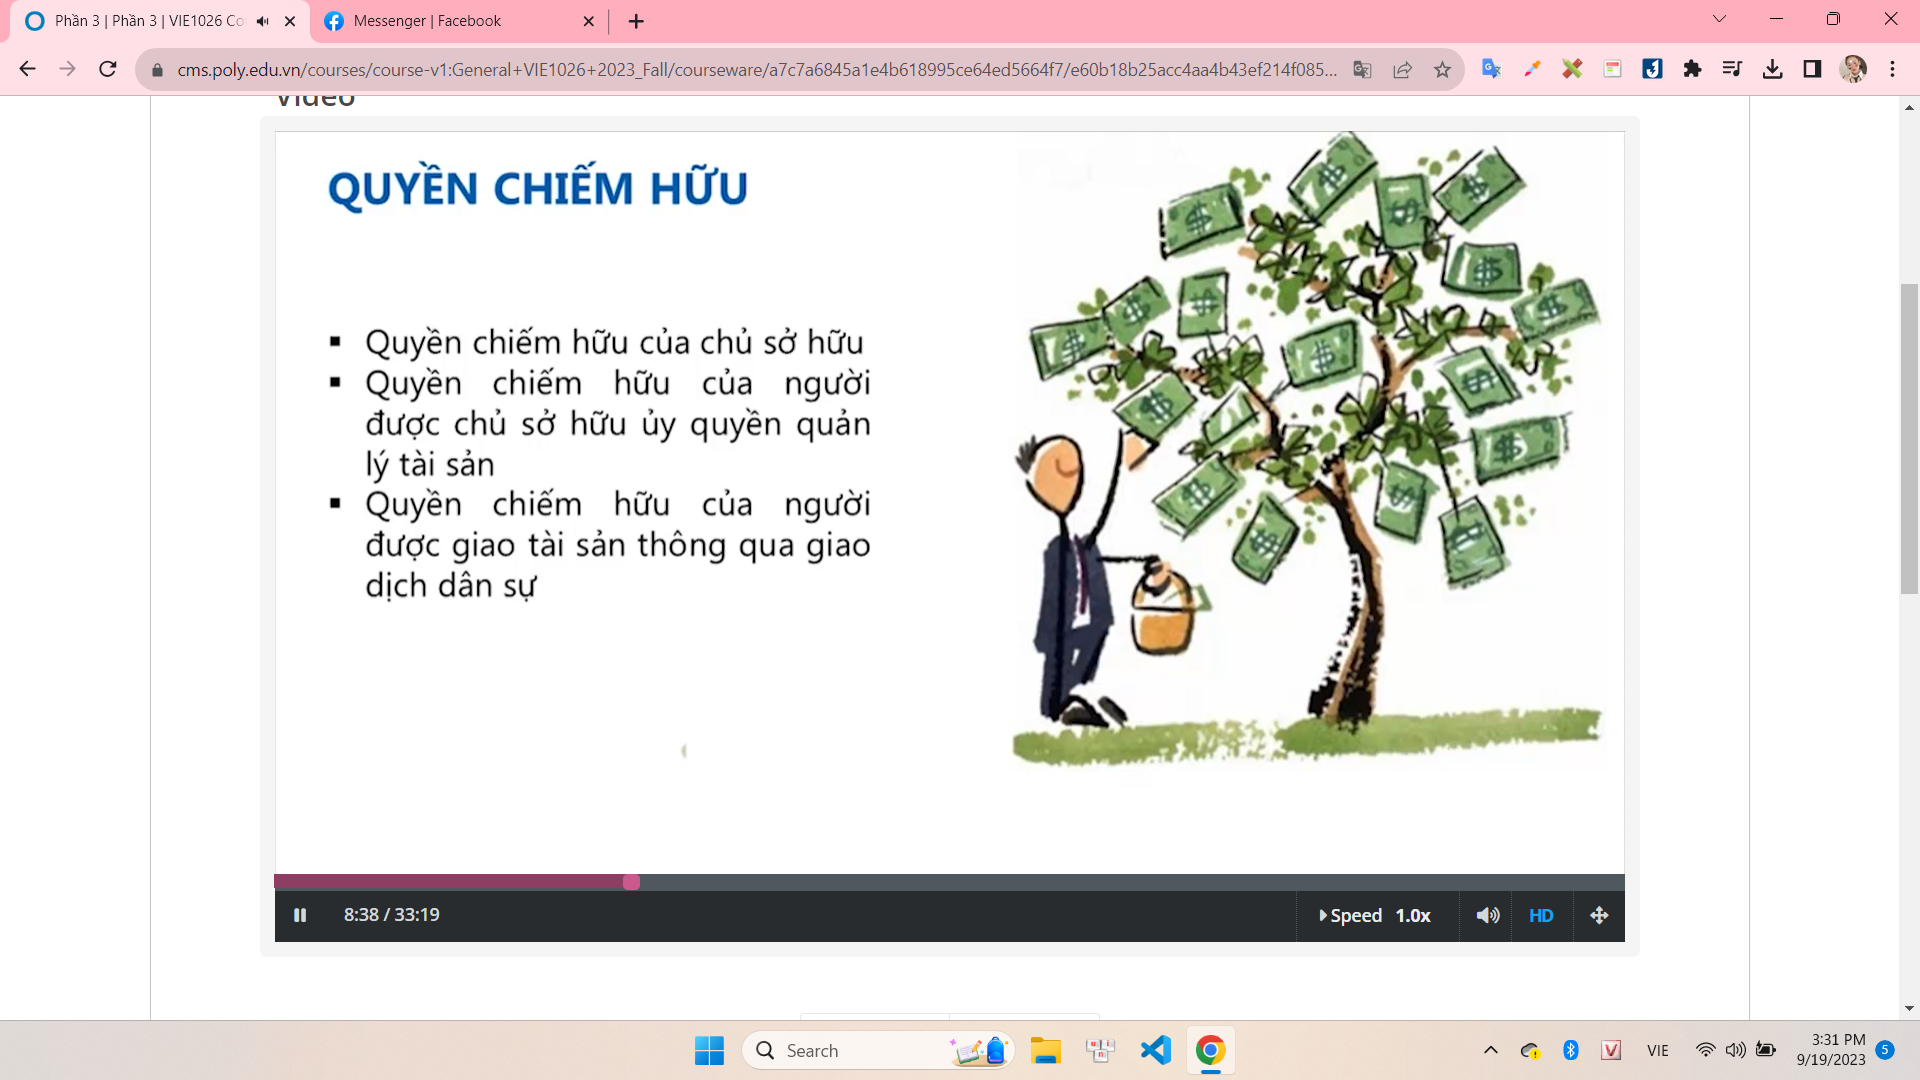 Phần 3 | Phần 3 | VIE1026 Co
Messenger | Facebook
cms.poly.edu.vn/courses/course-v1:General+VIE1026+2023_Fall/courseware/a7c7a6845a1e4b618995ce64ed5664f7/e60b18b25acc4aa4b43ef214f085...
Video
QUYỀN CHIẾM HỮU
▪ Quyền chiếm hữu của chủ sở hữu
▪ Quyền chiếm hữu của người
được chủ sở hữu ủy quyền quản
lý tài sản
▪ Quyền chiếm hữu của người
được giao tài sản thông qua giao
dịch dân sự
8:38 / 33:19
Speed 1.0x
HD
Search
VIE
3:31 PM
9/19/2023
5